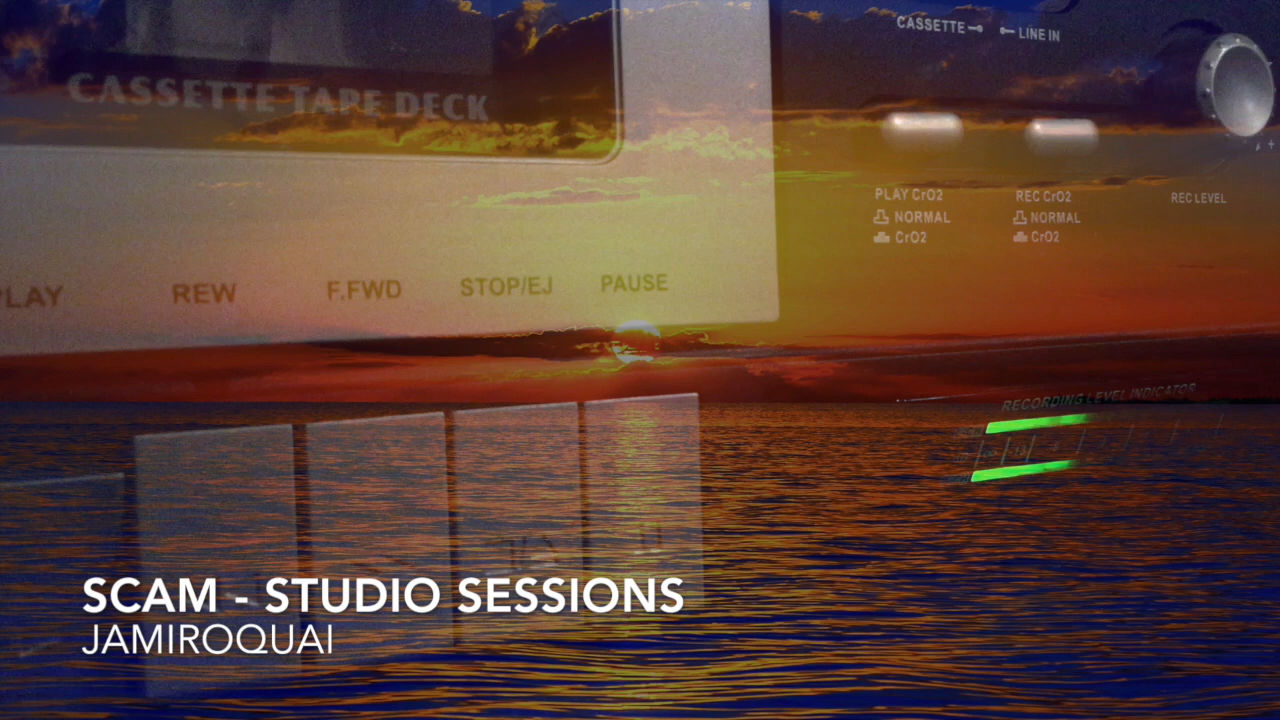 CASSETTE LINE IN
CASSETTE TAPE DECK
PLAY CrO2
NORMAL
CrO2
REC CrO2
NORMAL
CrO2
REC LEVEL
PLAY REW F.FWD STOP/EJ PAUSE
RECORDING LEVEL INDICATOR
SCAM - STUDIO SESSIONS
JAMIROQUAI